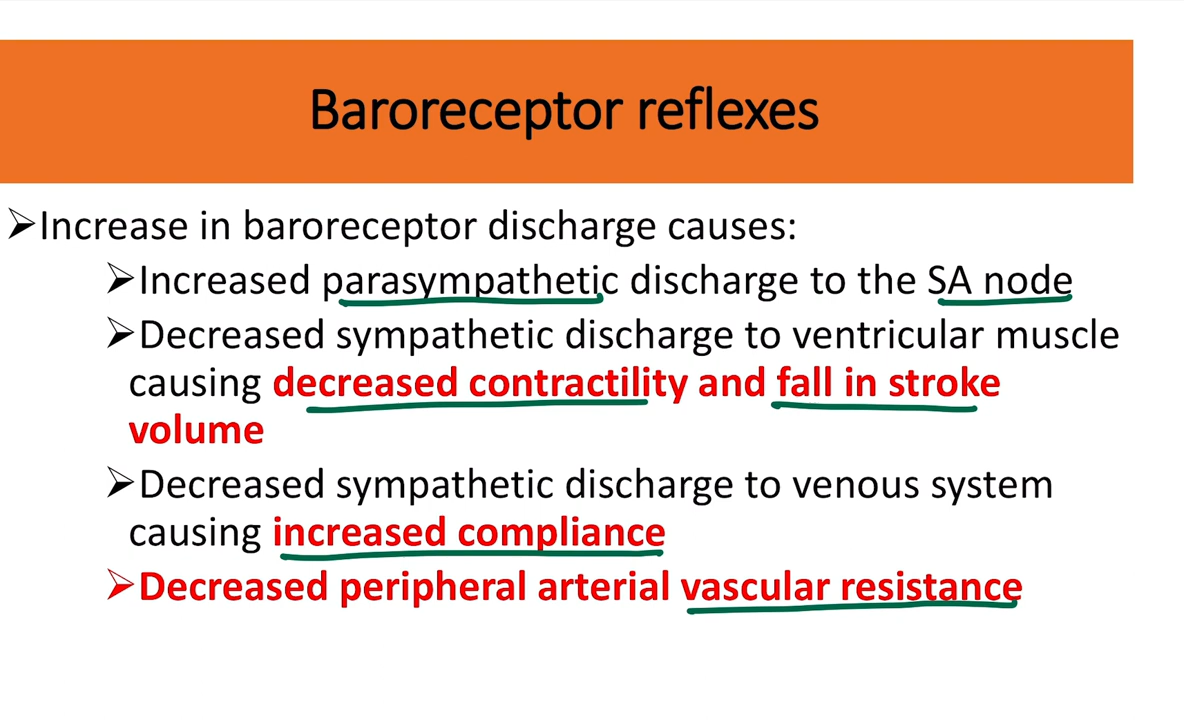 Baroreceptor reflexes
➢Increase in baroreceptor discharge causes:
➢Increased parasympathetic discharge to the SA node
➢Decreased sympathetic discharge to ventricular muscle
causing decreased contractility and fall in stroke
volume
➢Decreased sympathetic discharge to venous system
causing increased compliance
➢Decreased peripheral arterial vascular resistance